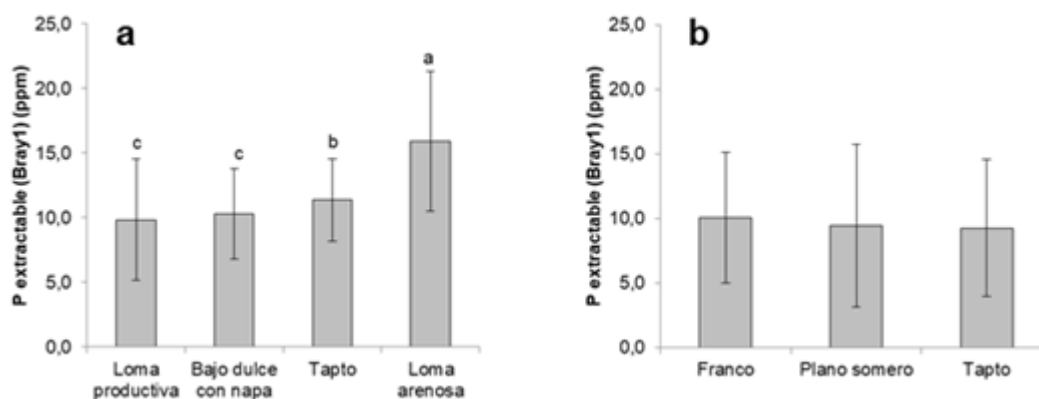 a
P extractable (Bray1) (ppm)
25,0
20,0
15,0
10,0
5,0
0,0
c
c
b
a
Loma productiva
Bajo dulce con napa
Tapto
Loma arenosa
b
P extractable (Bray1) (ppm)
25,0
20,0
15,0
10,0
5,0
0,0
Franco
Plano somero
Tapto